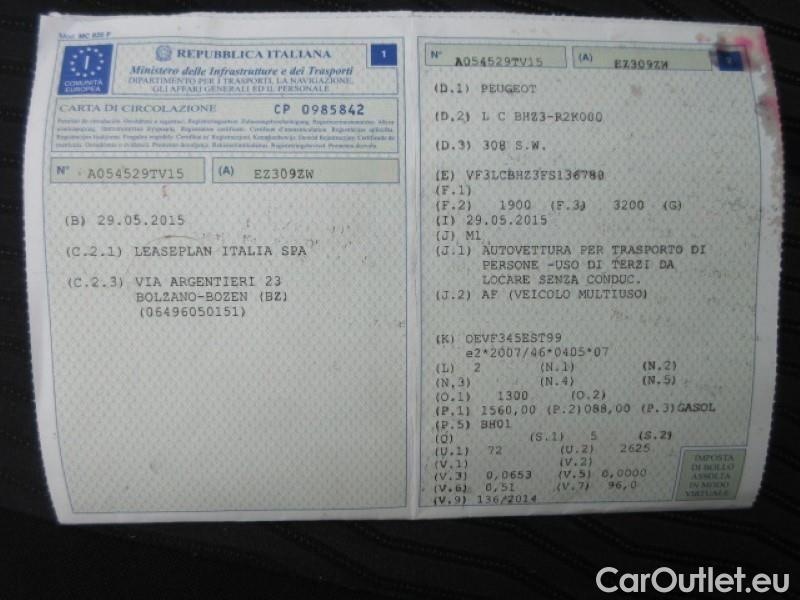 Mod. MC 820 F
REPUBBLICA ITALIANA
1
Ministero delle Infrastrutture e dei Trasporti
DIPARTIMENTO PER I TRASPORTI, LA NAVIGAZIONE,
GLI AFFARI GENERALI ED IL PERSONALE
I
COMUNITÀ
EUROPEA
CARTA DI CIRCOLAZIONE CP 0985842
N° A054529TV15 (A) EZ309ZW
(B) 29.05.2015
(C.2.1) LEASEPLAN ITALIA SPA
(C.2.3) VIA ARGENTIERI 23
BOLZANO-BOZEN (BZ)
(06496050151)
N° A054529TV15 (A) EZ309ZW
(D.1) PEUGEOT
(D.2) L C BHZ3-R2K000
(D.3) 308 S.W.
(E) VF3LCBHZ3FS136780
(F.1)
(F.2) 1900 (F.3) 3200 (G)
(I) 29.05.2015
(J) M1
(J.1) AUTOVETTURA PER TRASPORTO DI
PERSONE -USO DI TERZI DA
LOCARE SENZA CONDUC.
(J.2) AF (VEICOLO MULTIUSO)
(K) OEVF345EST99
e2*2007/46*0405*07
(L) 2 (N.1) (N.2)
(N.3) (N.4) (N.5)
(O.1) 1300 (O.2)
(P.1) 1560,00 (P.2)088,00 (P.3)GASOL
(P.5) BH01
(Q) (S.1) 5 (S.2)
(U.1) 72 (U.2) 2625
(V.1) (V.2)
(V.3) 0,0653 (V.5) 0,0000
(V.6) 0,51 (V.7) 96,0
(V.9) 136/2014
IMPOSTA
DI BOLLO
ASSOLTA
IN MODO
VIRTUALE
CarOutlet.eu